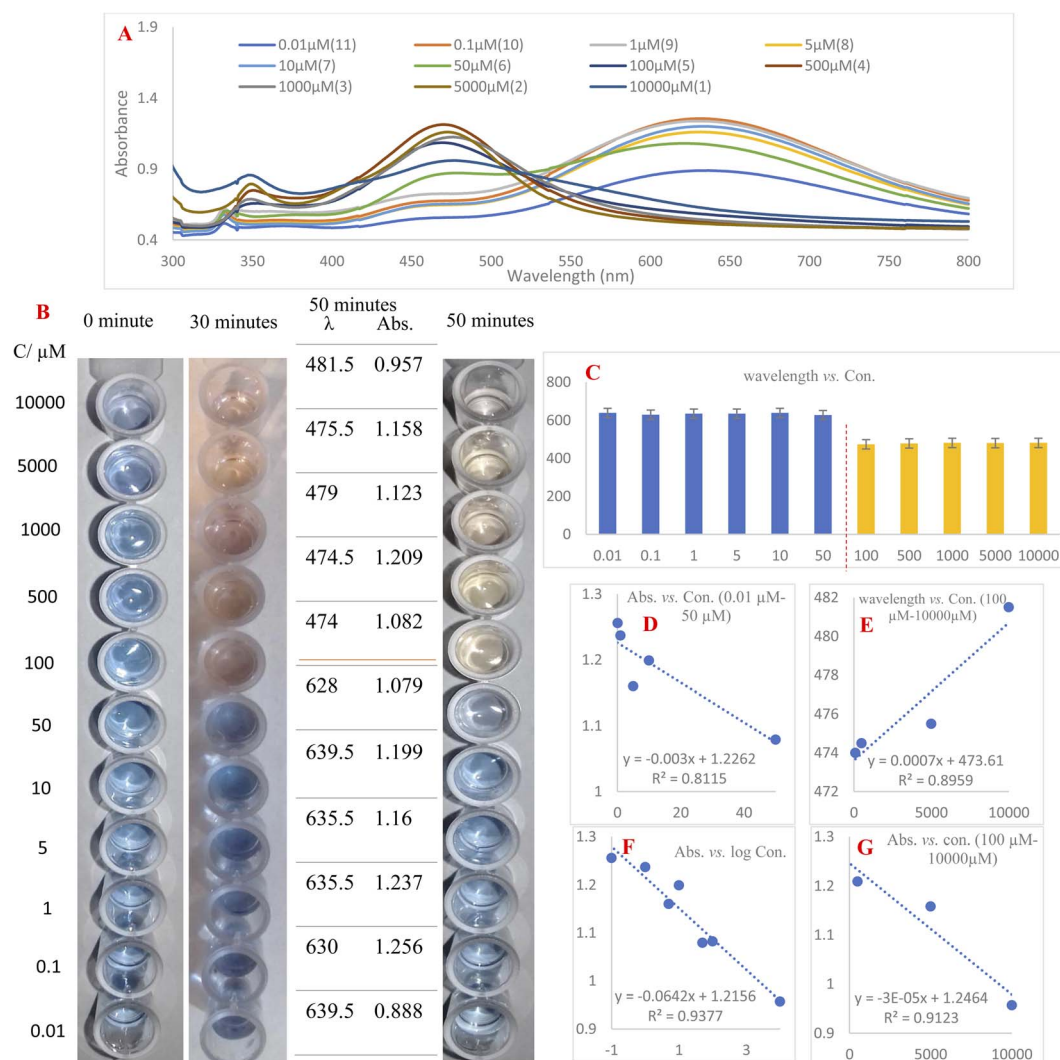 A
1.9
1.4
0.9
0.4
Absorbance
0.01µM(11) 0.1µM(10) 1µM(9) 5µM(8)
10µM(7) 50µM(6) 100µM(5) 500µM(4)
1000µM(3) 5000µM(2) 10000µM(1)
300 350 400 450 500 550 600 650 700 750 800
Wavelength (nm)
B
0 minute 30 minutes 50 minutes 50 minutes
λ Abs.
C/ µM
10000 481.5 0.957
5000 475.5 1.158
1000 479 1.123
500 474.5 1.209
100 474 1.082
50 628 1.079
10 639.5 1.199
5 635.5 1.16
1 635.5 1.237
0.1 630 1.256
0.01 639.5 0.888
C
wavelength vs. Con.
800
600
400
200
0
0.01 0.1 1 5 10 50 100 500 1000 5000 10000
D
Abs. vs. Con. (0.01 µM-
50 µM)
1.3
1.2
1.1
1
y = -0.003x + 1.2262
R² = 0.8115
0 20 40
E
wavelength vs. Con. (100
µM-10000µM)
482
480
478
476
474
472
y = 0.0007x + 473.61
R² = 0.8959
0 5000 10000
F
Abs. vs. log Con.
1.3
1.2
1.1
1
0.9
y = -0.0642x + 1.2156
R² = 0.9377
-1 1 3
G
Abs. vs. con. (100 µM-
10000µM)
1.3
1.2
1.1
1
0.9
y = -3E-05x + 1.2464
R² = 0.9123
0 5000 10000